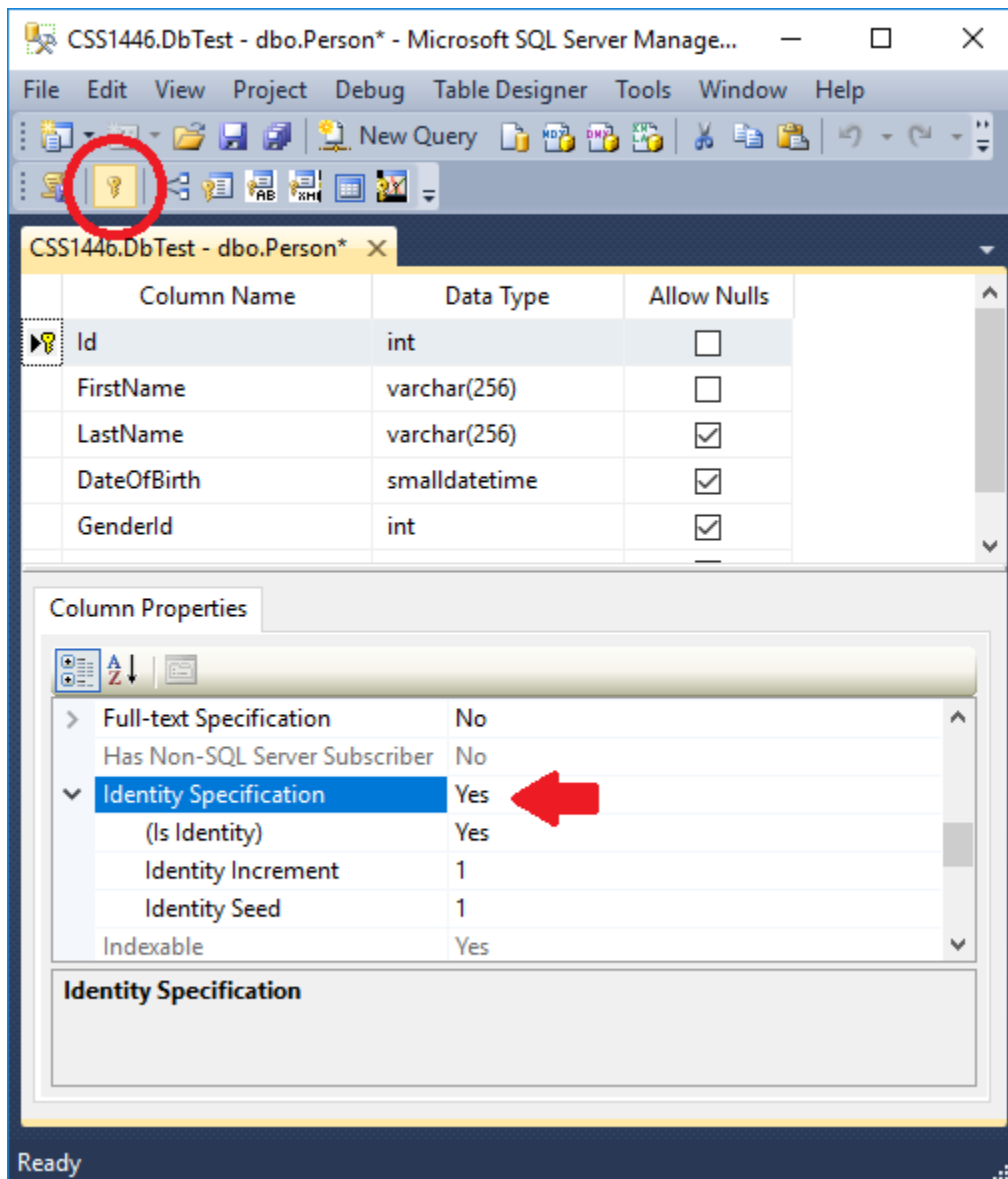 CSS1446.DbTest - dbo.Person* - Microsoft SQL Server Manage...
File Edit View Project Debug Table Designer Tools Window Help
New Query
CSS1446.DbTest - dbo.Person*
Column Name Data Type Allow Nulls
Id int
FirstName varchar(256)
LastName varchar(256)
DateOfBirth smalldatetime
GenderId int
Column Properties
Full-text Specification No
Has Non-SQL Server Subscriber No
Identity Specification Yes
(Is Identity) Yes
Identity Increment 1
Identity Seed 1
Indexable Yes
Identity Specification
Ready